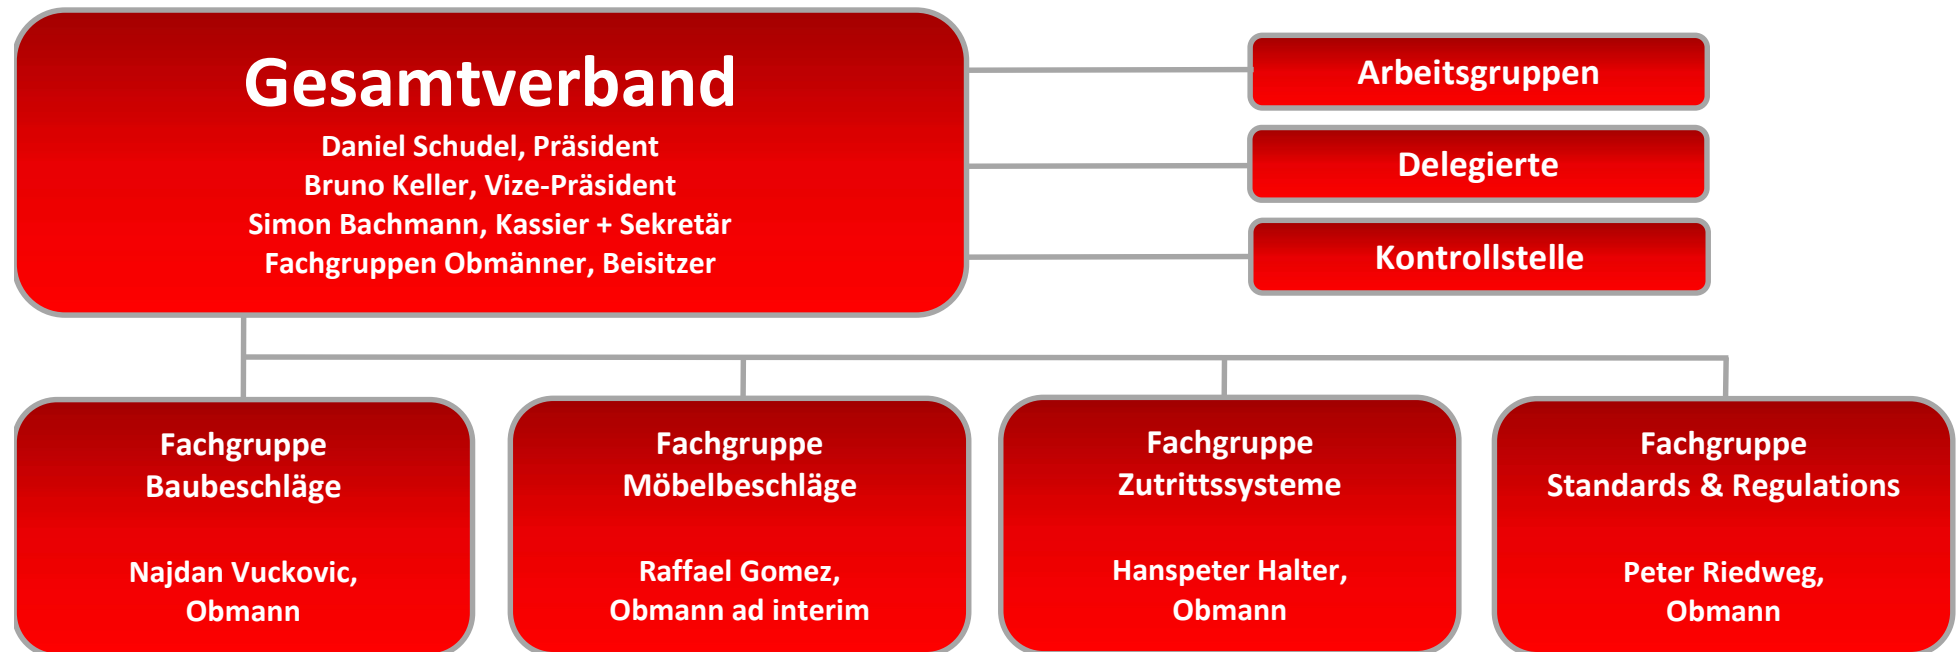 Gesamtverband
Daniel Schudel, Präsident
Bruno Keller, Vize-Präsident
Simon Bachmann, Kassier + Sekretär
Fachgruppen Obmänner, Beisitzer
Arbeitsgruppen
Delegierte
Kontrollstelle
Fachgruppe
Baubeschläge
Najdan Vuckovic,
Obmann
Fachgruppe
Möbelbeschläge
Raffael Gomez,
Obmann ad interim
Fachgruppe
Zutrittssysteme
Hanspeter Halter,
Obmann
Fachgruppe
Standards & Regulations
Peter Riedweg,
Obmann